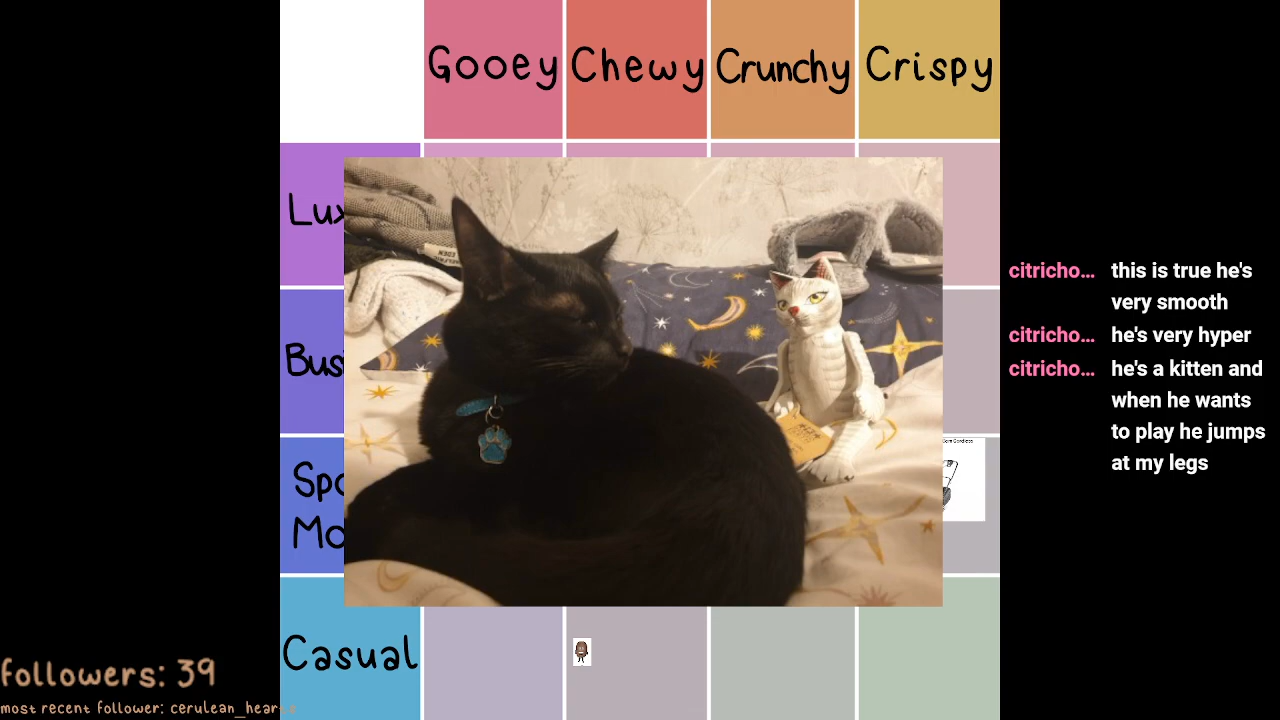 Gooey Chewy Crunchy Crispy
Lux
Bus
Spo
Mo
Casual
citricho... this is true he's
very smooth
citricho... he's very hyper
citricho... he's a kitten and
when he wants
to play he jumps
at my legs
followers: 39
most recent follower: cerulean_hear